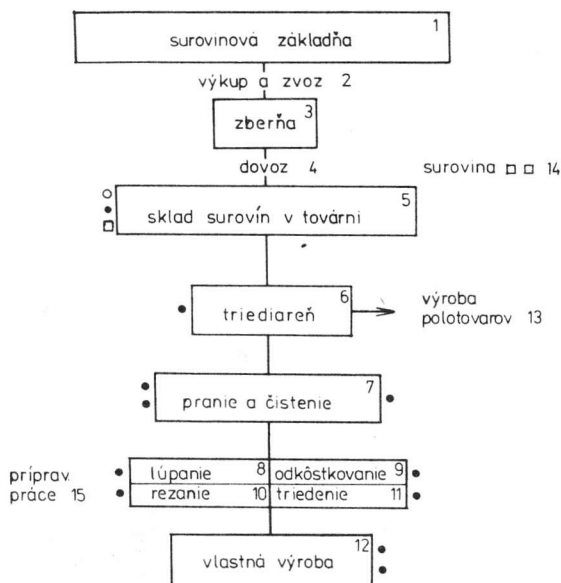 surovinová základňa 1
výkup a zvoz 2
zberňa 3
dovoz 4
surovina □ □ 14
sklad surovín v továrni 5
triediareň 6
výroba
polotovarov 13
pranie a čistenie 7
príprav.
práce 15
lúpanie 8
odkôstkovanie 9
rezanie 10
triedenie 11
vlastná výroba 12